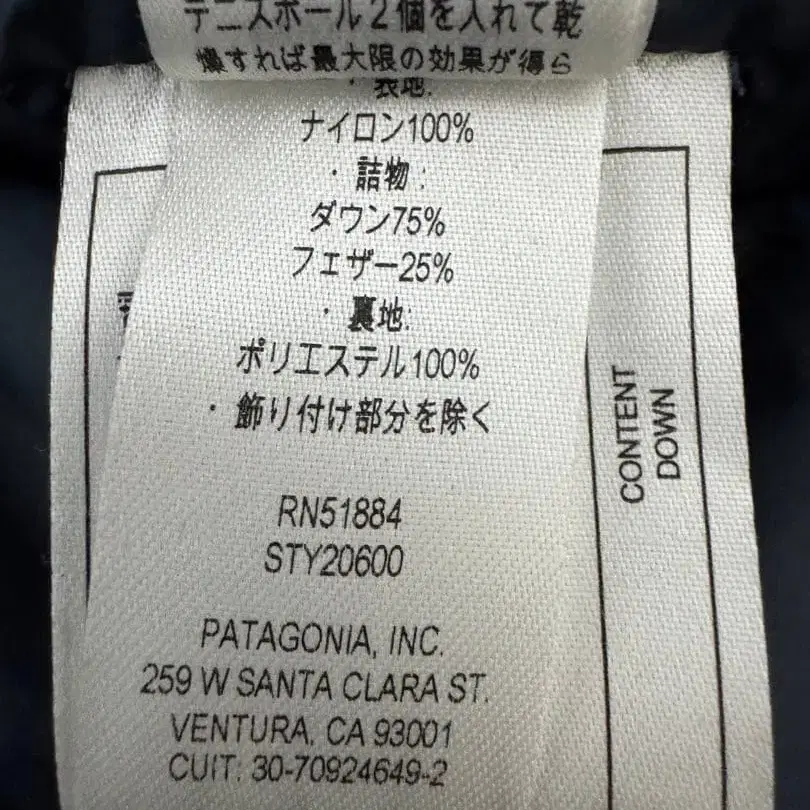 テニスボール2個を入れて乾
燥すれば最大限の効果が得ら
・表地:
ナイロン100%
・詰物:
ダウン75%
フェザー25%
・裏地:
ポリエステル100%
・飾り付け部分を除く
RN51884
STY20600
PATAGONIA, INC.
259 W SANTA CLARA ST.
VENTURA, CA 93001
CUIT: 30-70924649-2
CONTENT
DOWN